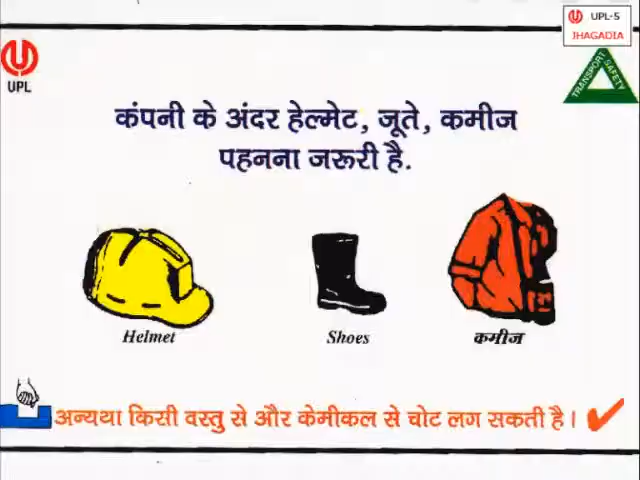 UPL-5
JHAGADIA
UPL
TRANSPORT SAFETY
कंपनी के अंदर हेल्मेट, जूते, कमीज
पहनना जरूरी है.
Helmet
Shoes
कमीज
अन्यथा किसी वस्तु से और केमीकल से चोट लग सकती है।